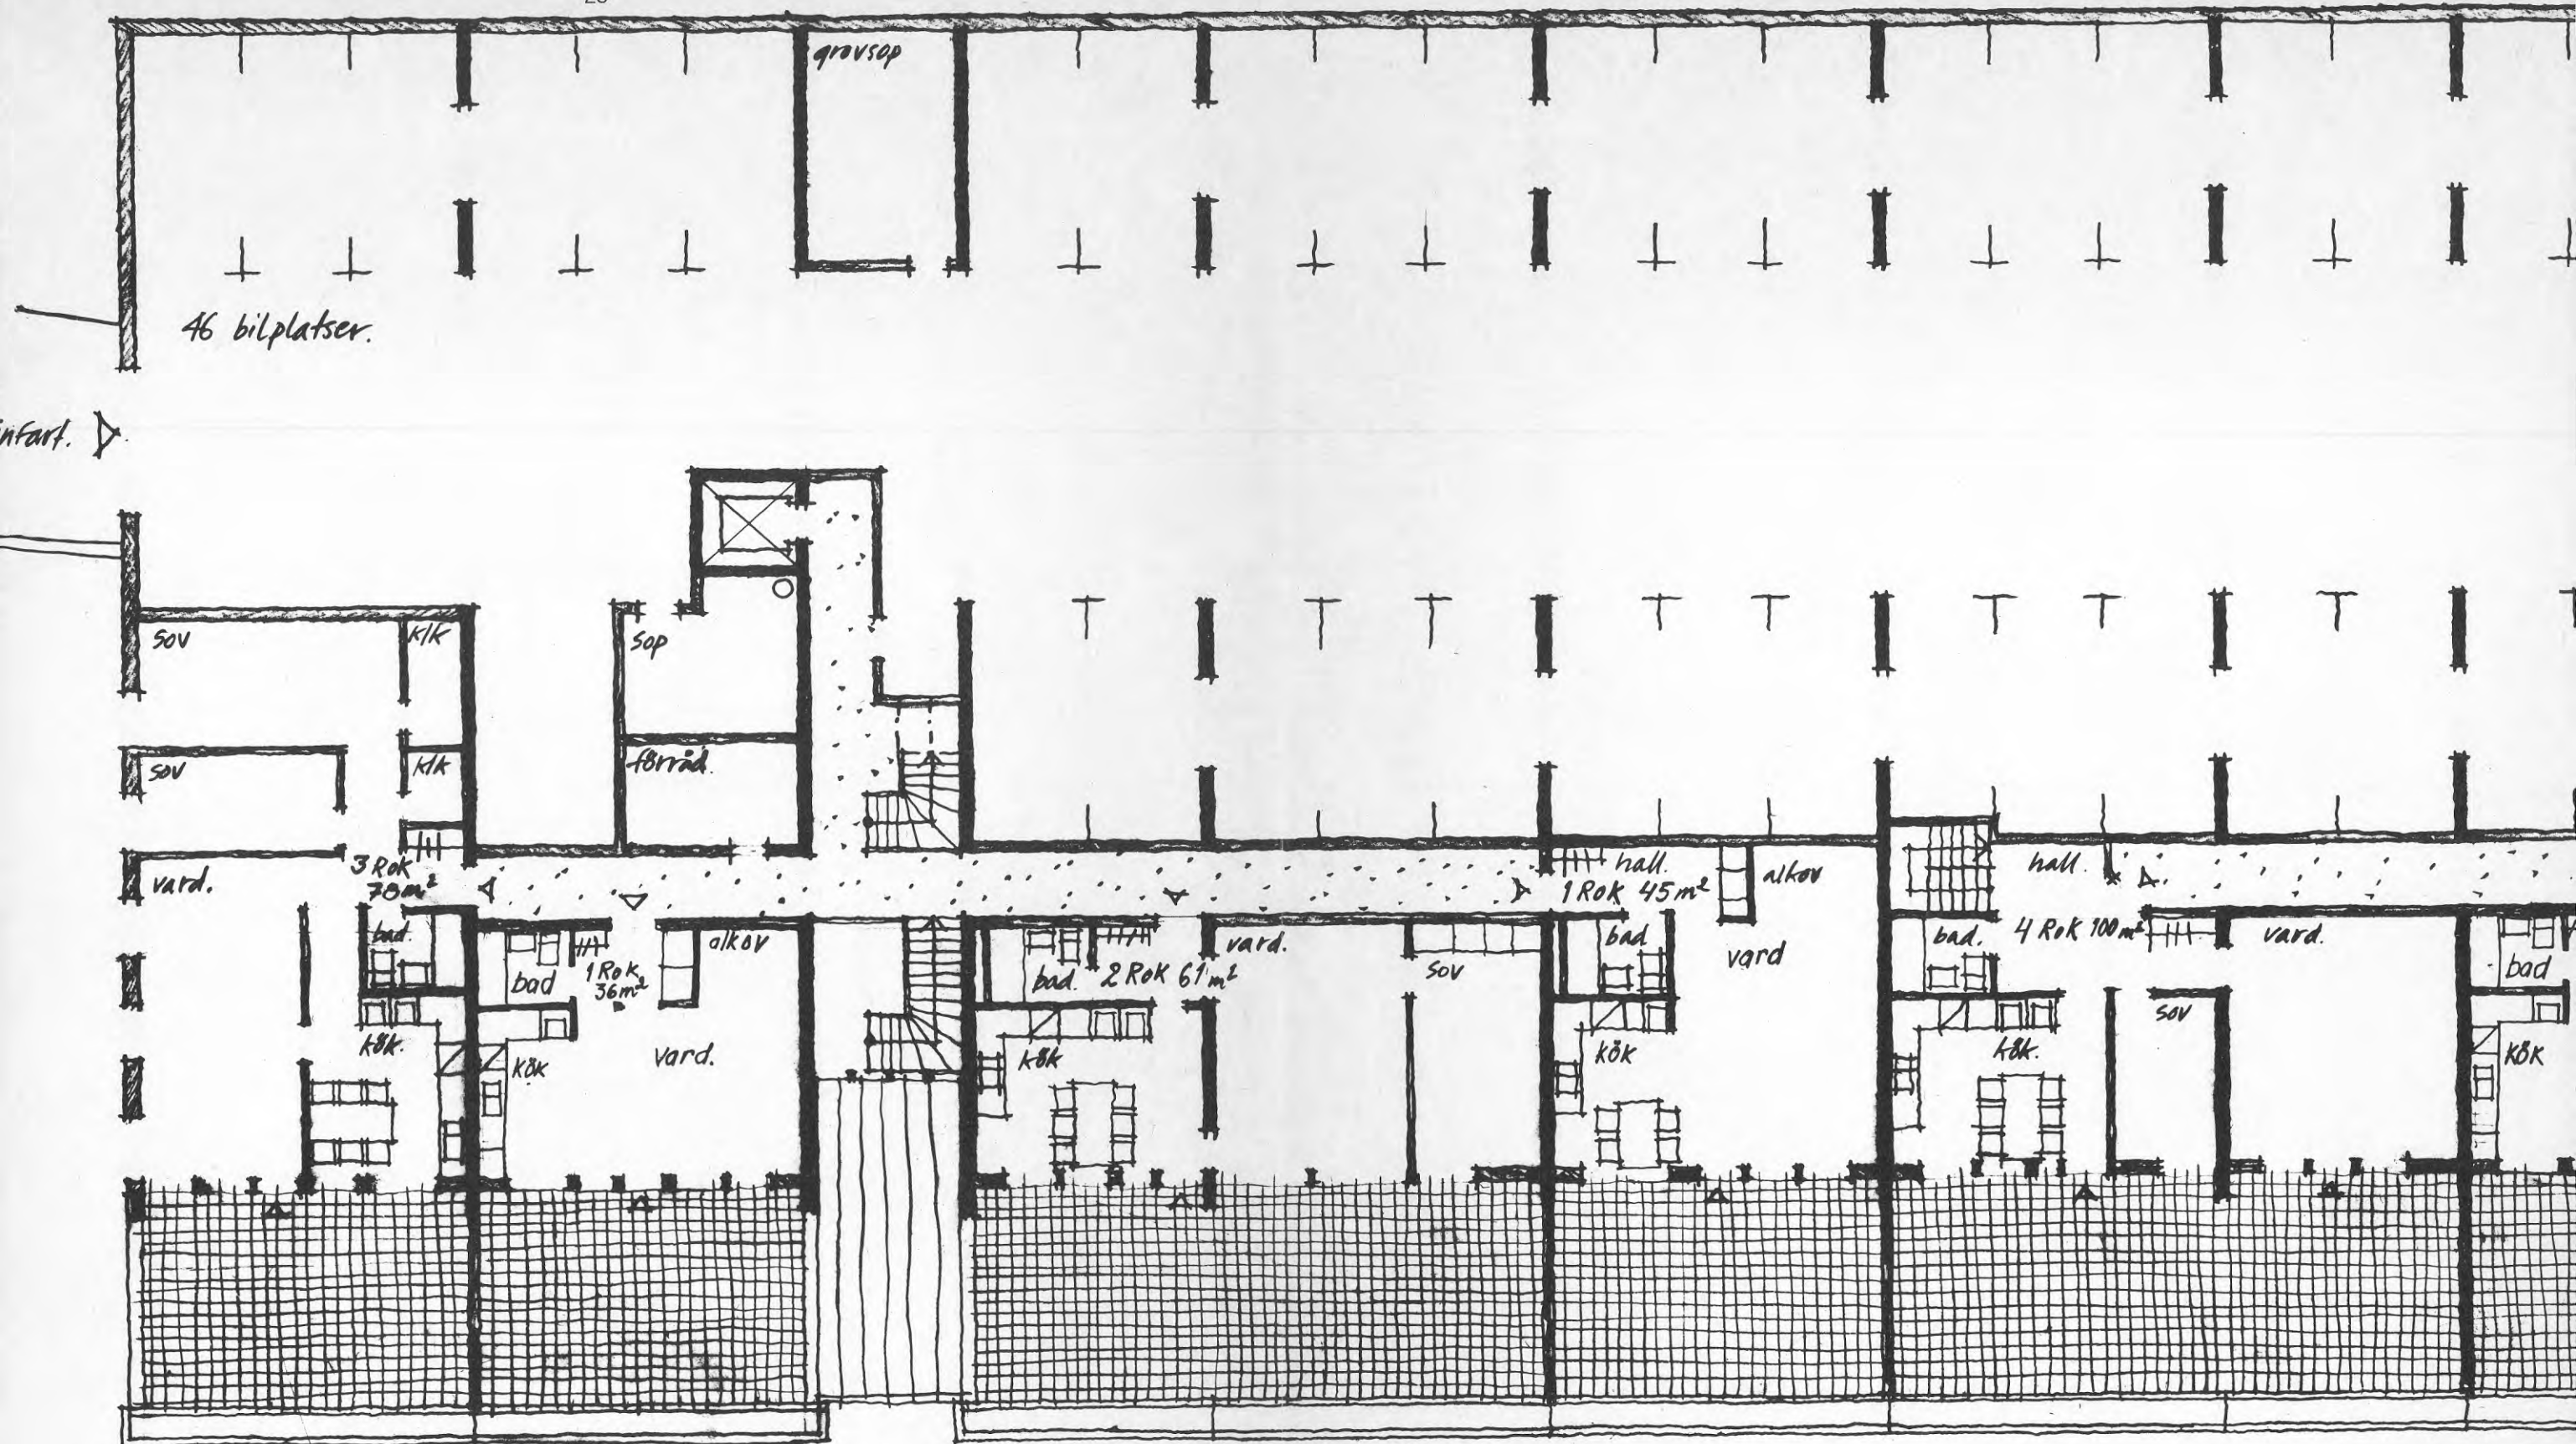 grovsop
46 bilplatser.
infart.
sov
klk
sop
sov
klk
förråd.
3 Rok
78 m²
vard.
hall.
1 Rok 45 m²
alkov
hall.
bad.
alkov
bad
1 Rok
36 m²
vard.
bad. 2 Rok 61 m²
sov
bad
vard
bad. 4 Rok 100 m²
vard.
bad
sov
kök.
kök
vard.
kök
kök
kök.
kök